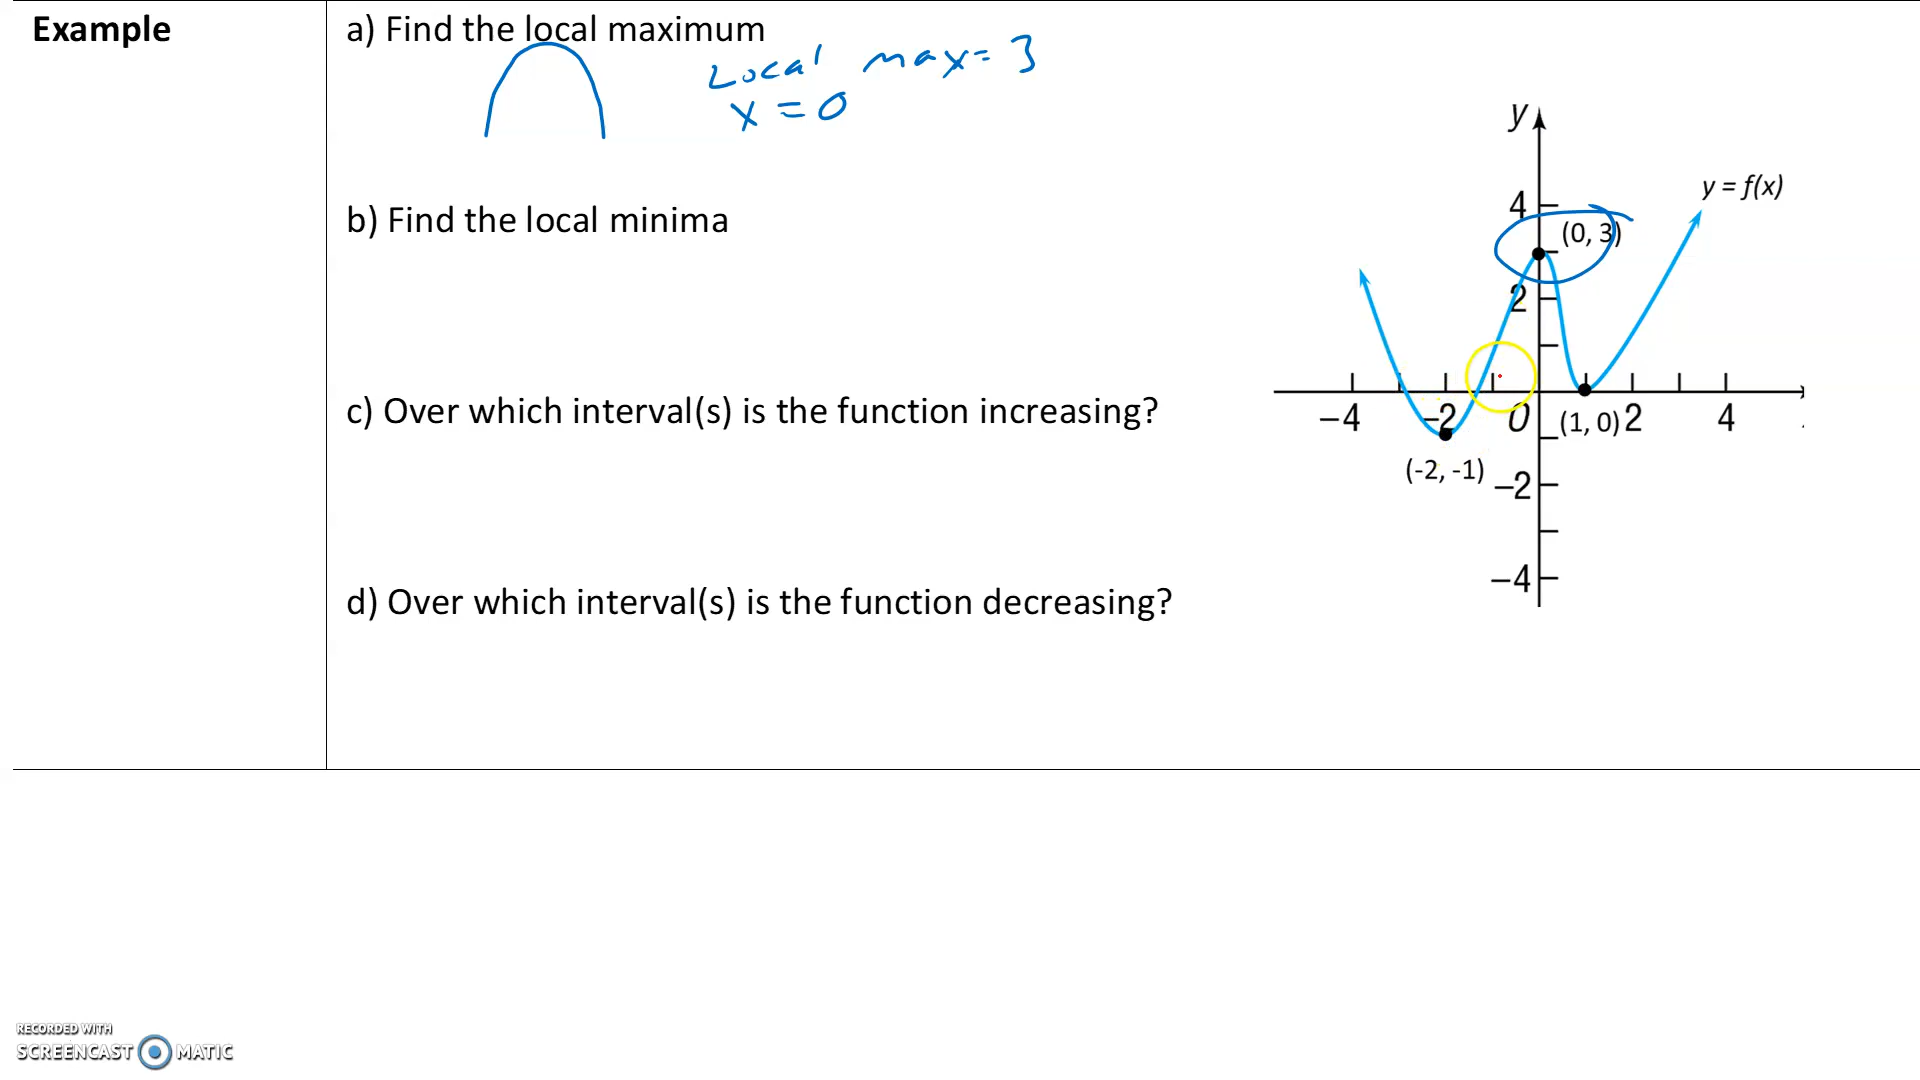 Example
a) Find the local maximum
Local max = 3
x = 0
b) Find the local minima
c) Over which interval(s) is the function increasing?
d) Over which interval(s) is the function decreasing?
y
y = f(x)
4
(0, 3)
2
−4
−2
0
(1, 0)
2
4
(-2, -1)
−2
−4
RECORDED WITH
SCREENCAST MATIC